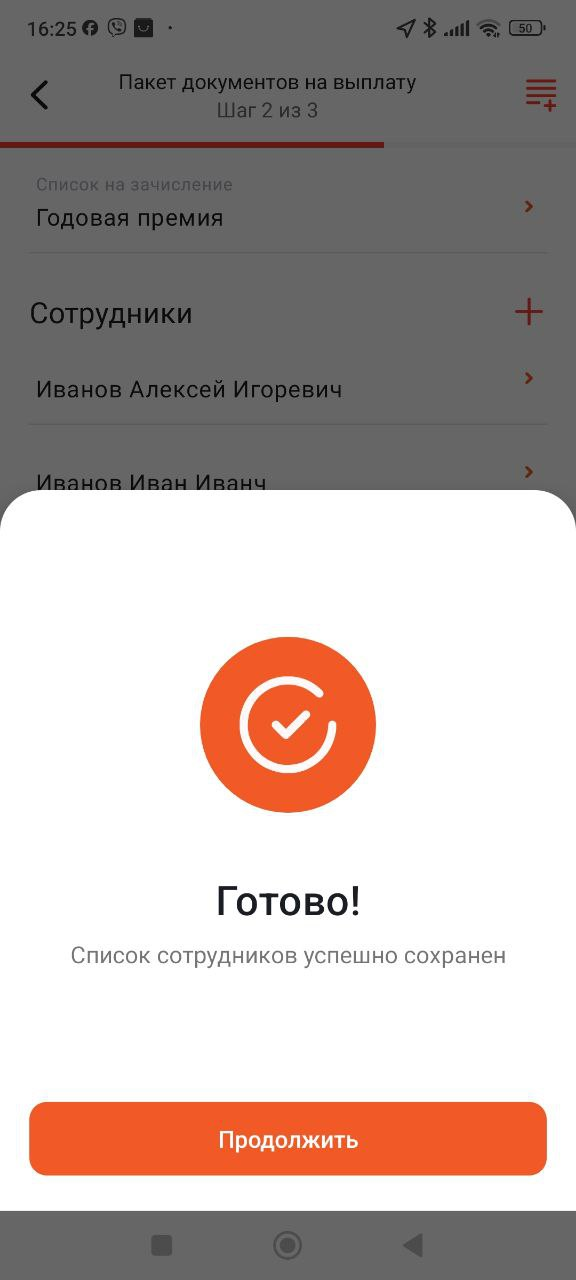 16:25
50
Пакет документов на выплату
Шаг 2 из 3
Список на зачисление
Годовая премия
Сотрудники
Иванов Алексей Игоревич
Иванов Иван Иванч
Готово!
Список сотрудников успешно сохранен
Продолжить